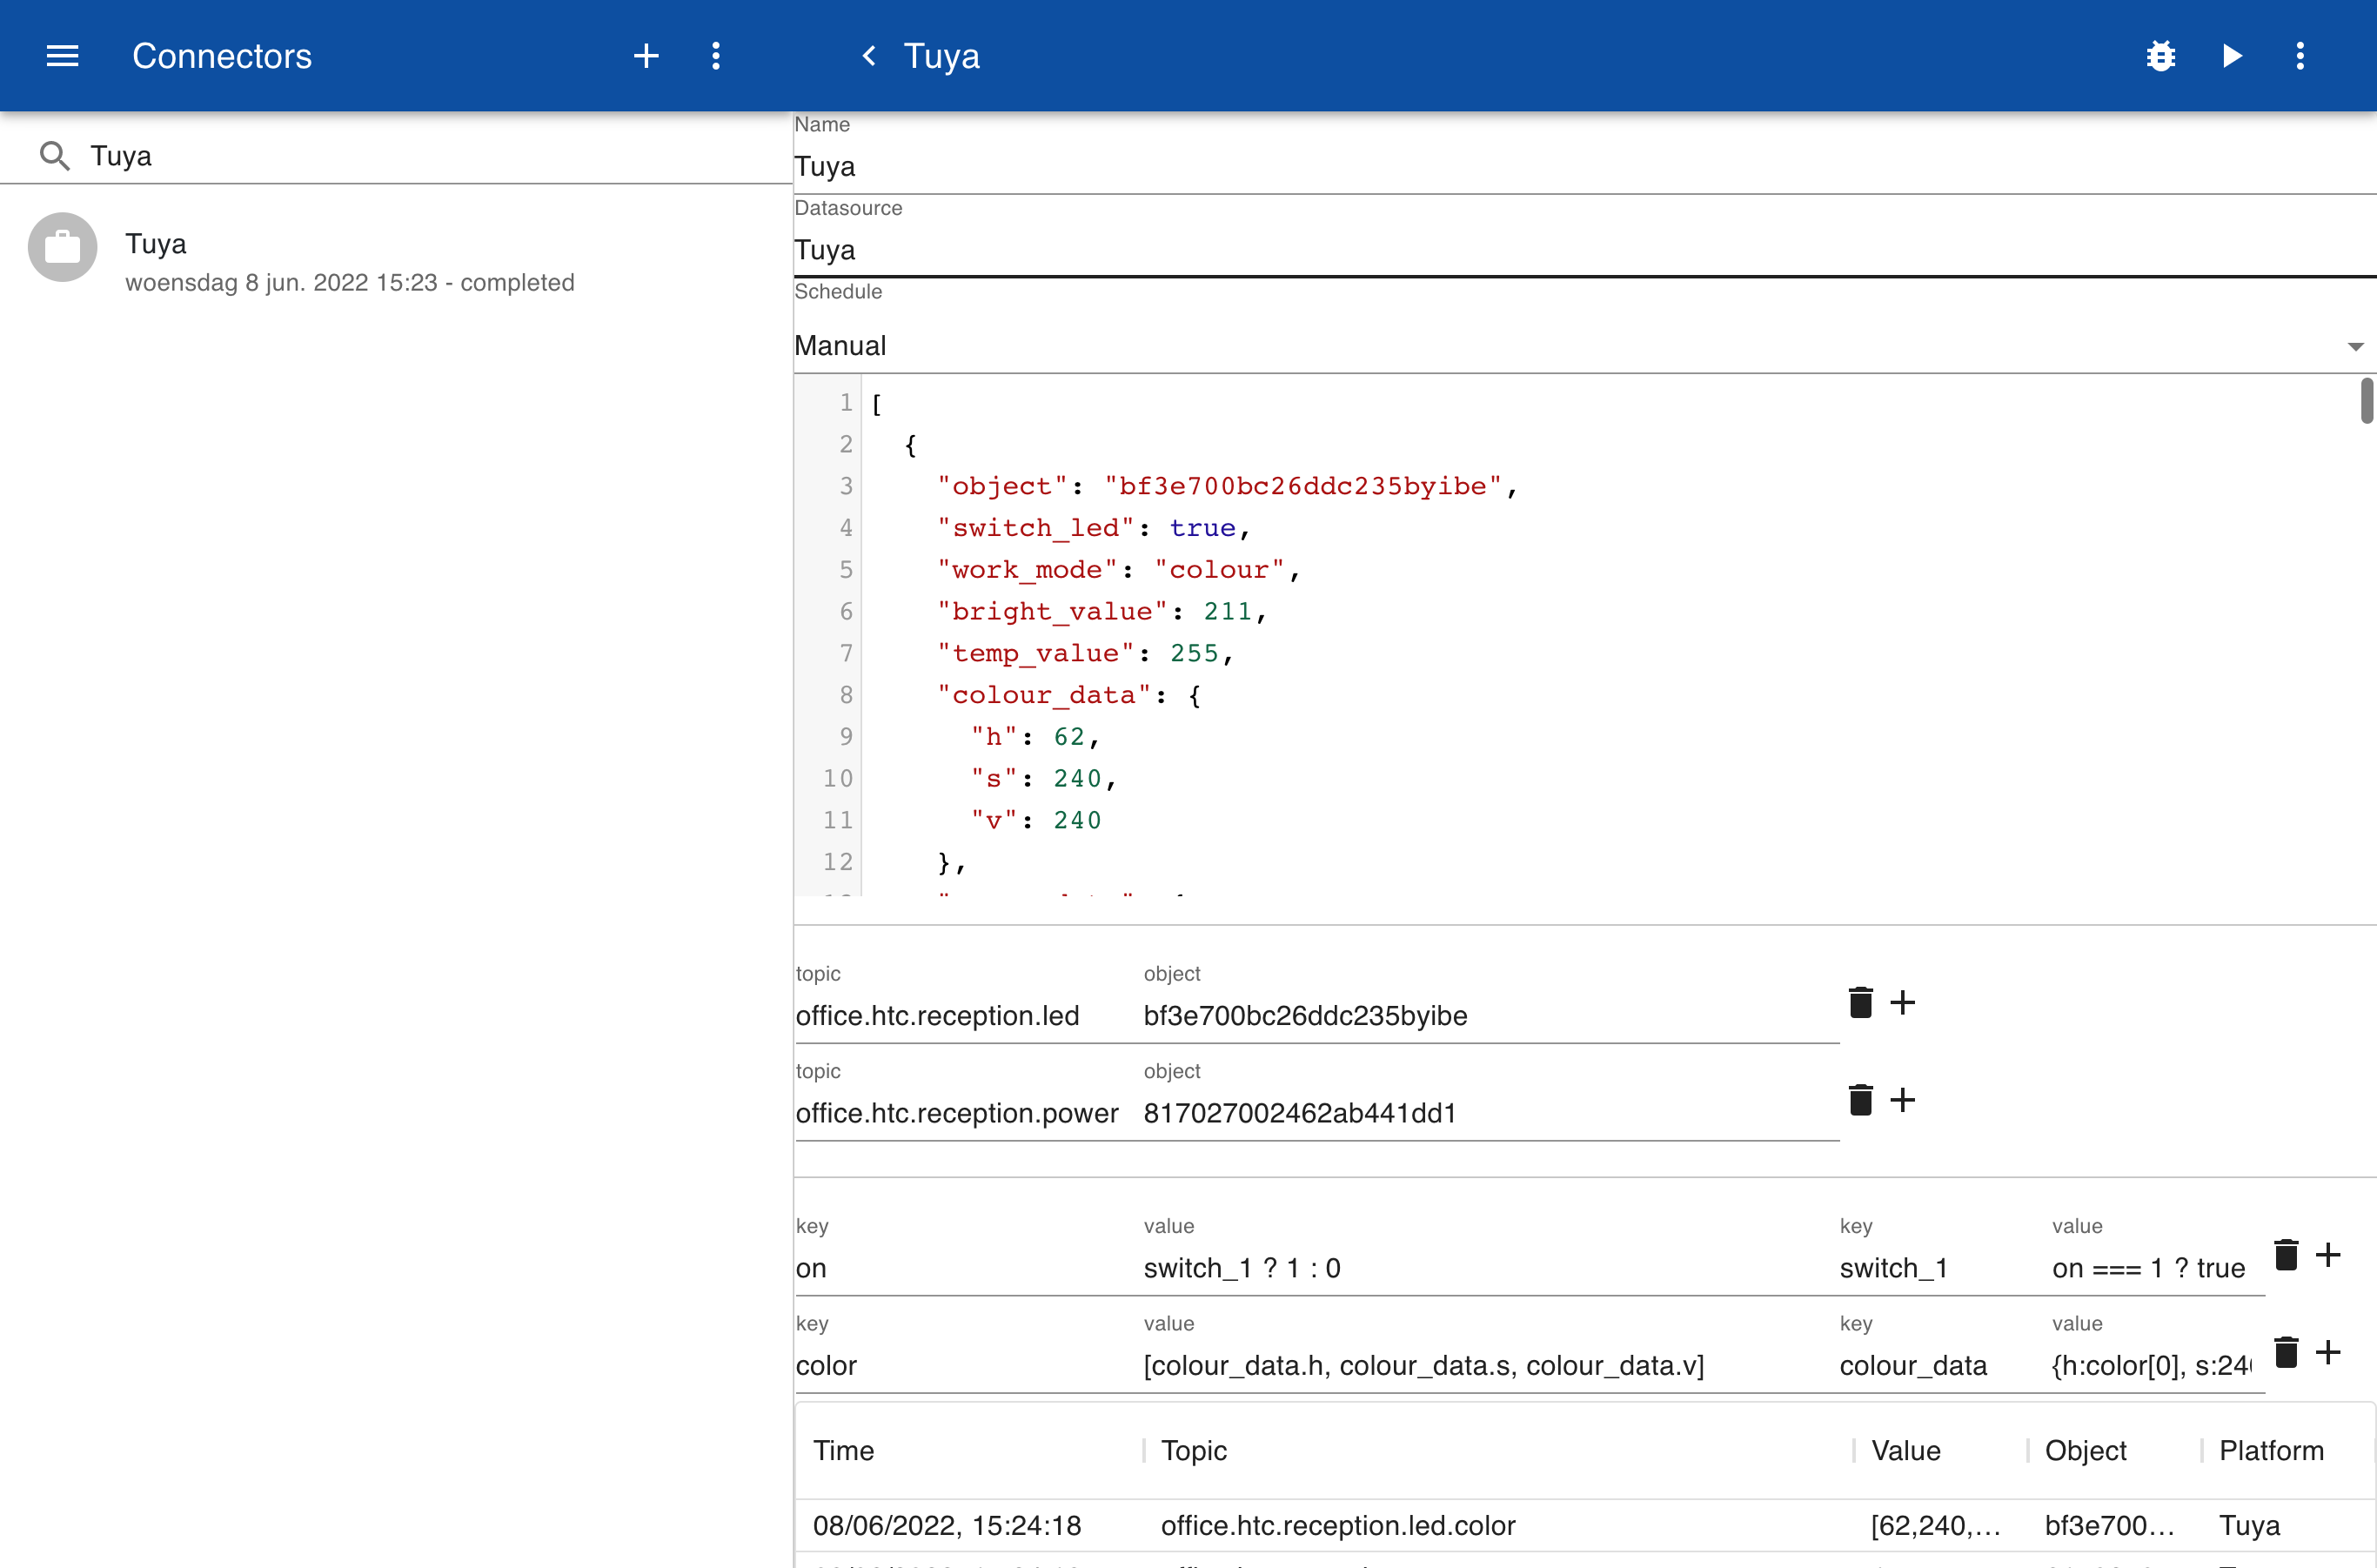 Connectors
Tuya
Tuya
Tuya
woensdag 8 jun. 2022 15:23 - completed
Name
Tuya
Datasource
Tuya
Schedule
Manual
1 [
2 {
3 "object": "bf3e700bc26ddc235byibe",
4 "switch_led": true,
5 "work_mode": "colour",
6 "bright_value": 211,
7 "temp_value": 255,
8 "colour_data": {
9 "h": 62,
10 "s": 240,
11 "v": 240
12 },
topic object
office.htc.reception.led bf3e700bc26ddc235byibe
topic object
office.htc.reception.power 817027002462ab441dd1
key value key value
on switch_1 ? 1 : 0 switch_1 on === 1 ? true
key value key value
color [colour_data.h, colour_data.s, colour_data.v] colour_data {h:color[0], s:24
Time Topic Value Object Platform
08/06/2022, 15:24:18 office.htc.reception.led.color [62,240,… bf3e700… Tuya